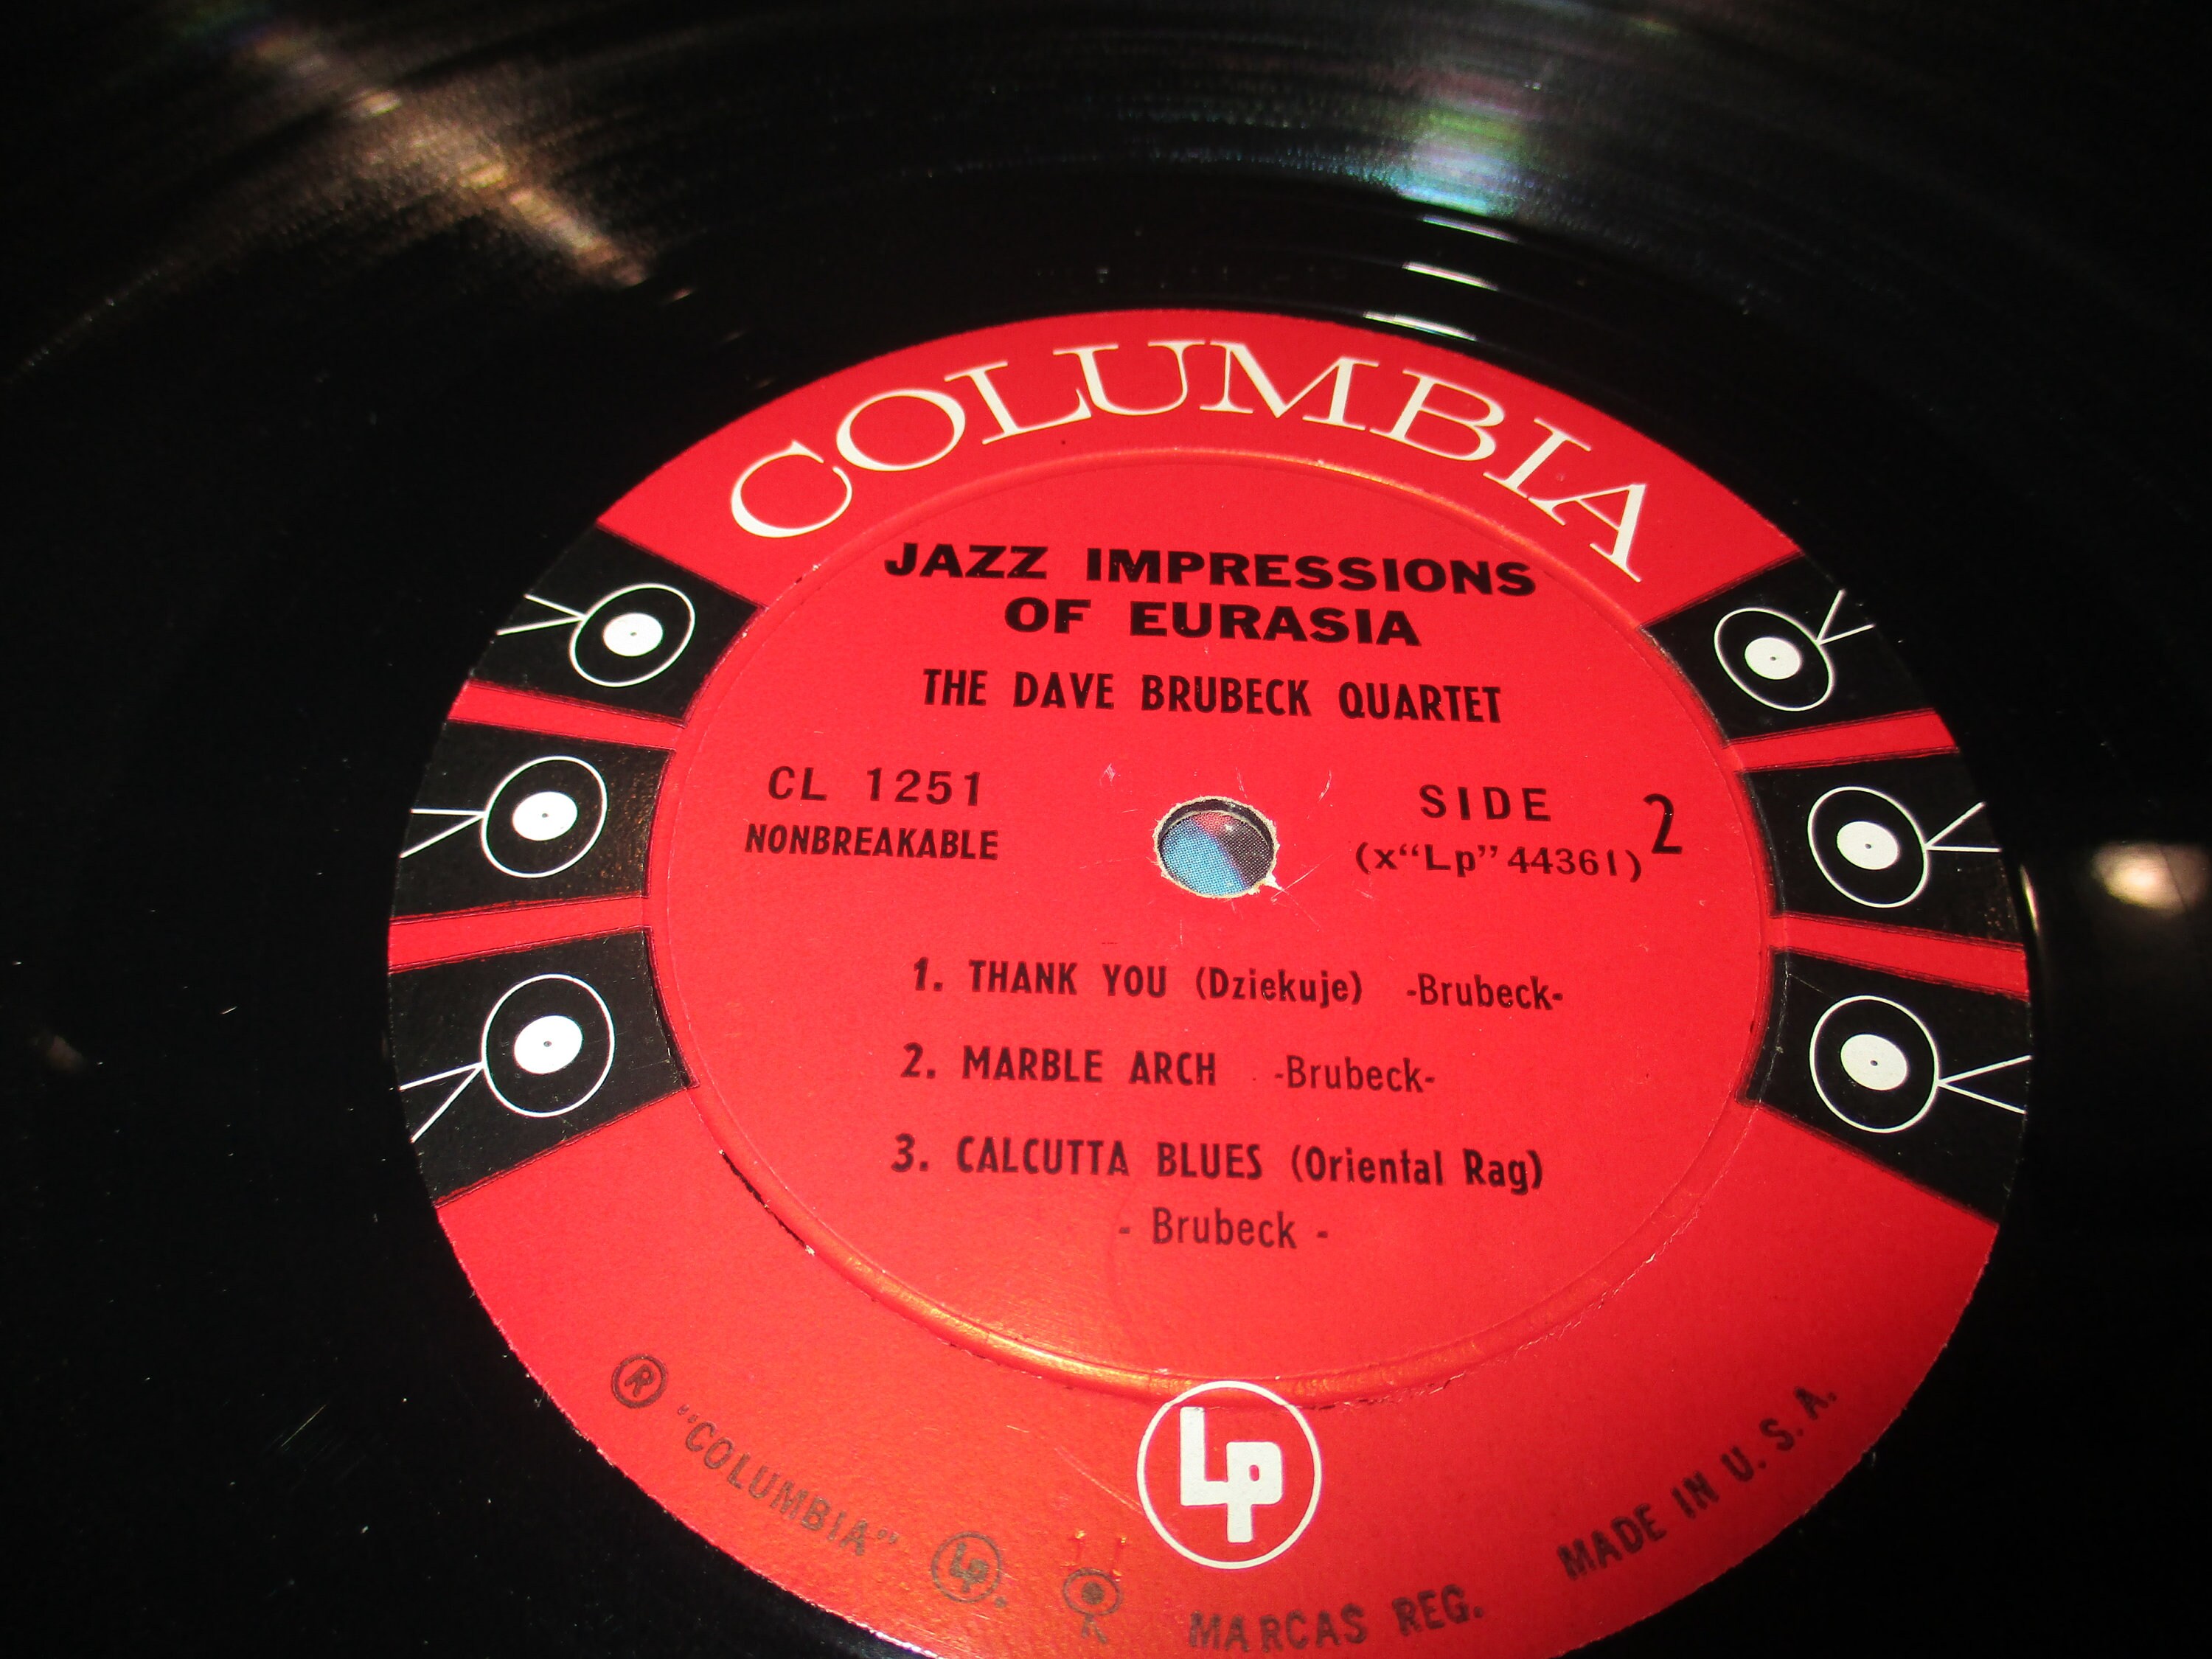 COLUMBIA
JAZZ IMPRESSIONS
OF EURASIA
THE DAVE BRUBECK QUARTET
CL 1251
NONBREAKABLE
SIDE 2
(x“Lp” 44361)
1. THANK YOU (Dziekuje) -Brubeck-
2. MARBLE ARCH -Brubeck-
3. CALCUTTA BLUES (Oriental Rag)
- Brubeck -
LP
® “COLUMBIA” LP. MARCAS REG. MADE IN U. S. A.